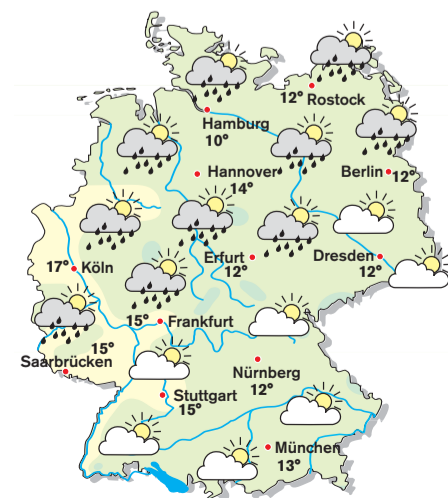 12° Rostock
Hamburg
10°
Hannover
14°
Berlin 12°
17° Köln
Erfurt
12°
Dresden
12°
15° Frankfurt
15°
Saarbrücken
Nürnberg
12°
Stuttgart
15°
München
13°